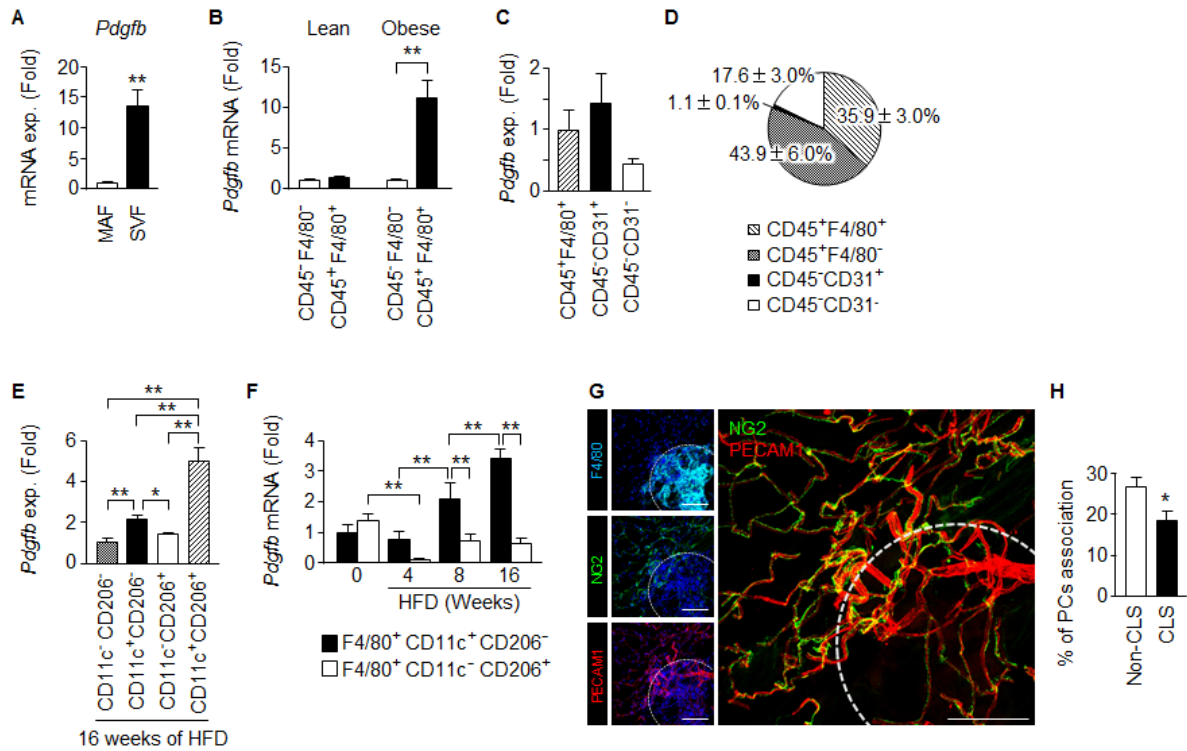 A
Pdgfb
mRNA exp. (Fold)
20
15
10
5
0
**
MAF
SVF
B
Lean Obese
Pdgfb mRNA (Fold)
15
10
5
0
**
CD45⁻F4/80⁻
CD45⁺F4/80⁺
CD45⁻F4/80⁻
CD45⁺F4/80⁺
C
Pdgfb exp. (Fold)
2
1
0
CD45⁺F4/80⁺
CD45⁻CD31⁺
CD45⁻CD31⁻
D
17.6 ± 3.0%
1.1 ± 0.1%
35.9 ± 3.0%
43.9 ± 6.0%
CD45⁺F4/80⁺
CD45⁺F4/80⁻
CD45⁻CD31⁺
CD45⁻CD31⁻
E
Pdgfb exp. (Fold)
8
6
4
2
0
**
**
**
** *
CD11c⁻CD206⁻
CD11c⁺CD206⁻
CD11c⁻CD206⁺
CD11c⁺CD206⁺
16 weeks of HFD
F
Pdgfb mRNA (Fold)
4
3
2
1
0
** **
** **
**
0 4 8 16
HFD (Weeks)
F4/80⁺CD11c⁺CD206⁻
F4/80⁺CD11c⁻CD206⁺
G
F4/80
NG2
PECAM1
NG2
PECAM1
H
% of PCs association
30
20
10
0
*
Non-CLS
CLS